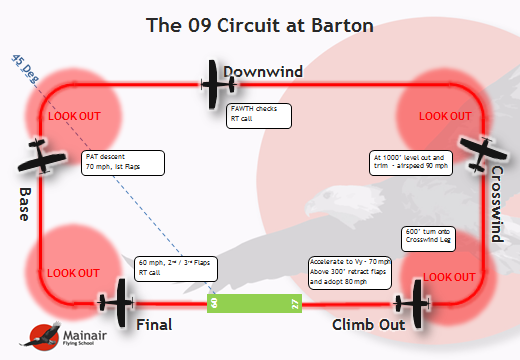 The 09 Circuit at Barton
45 Deg
Downwind
LOOK OUT
LOOK OUT
FAWTH checks
RT call
PAT descent
70 mph, Ist Flaps
At 1000' level out and
trim - airspeed 90 mph
Base
Crosswind
600' turn onto
Crosswind Leg
60 mph, 2nd / 3rd Flaps
RT call
Accelerate to Vy - 70 mph
Above 300' retract flaps
and adopt 80 mph
LOOK OUT
LOOK OUT
09
27
Final
Climb Out
Mainair
Flying School